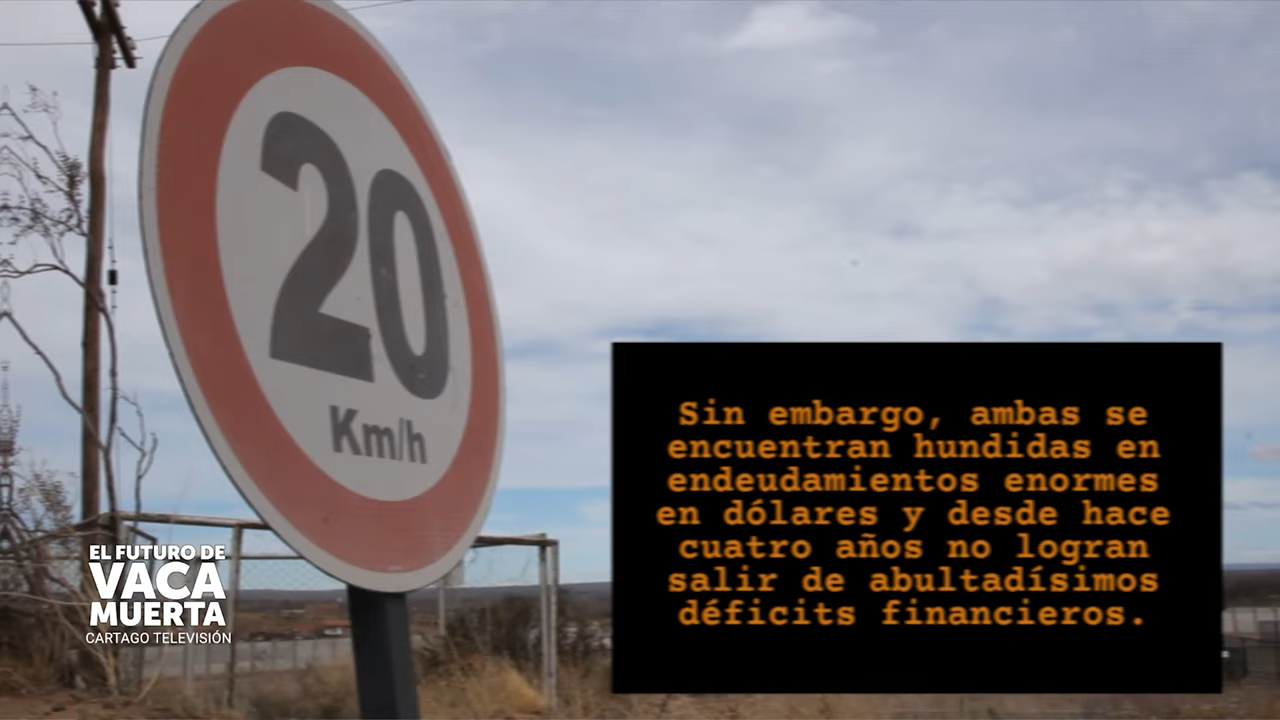 20
Km/h
Sin embargo, ambas se
encuentran hundidas en
endeudamientos enormes
en dólares y desde hace
cuatro años no logran
salir de abultadísimos
déficits financieros.
EL FUTURO DE
VACA
MUERTA
CARTAGO TELEVISIÓN